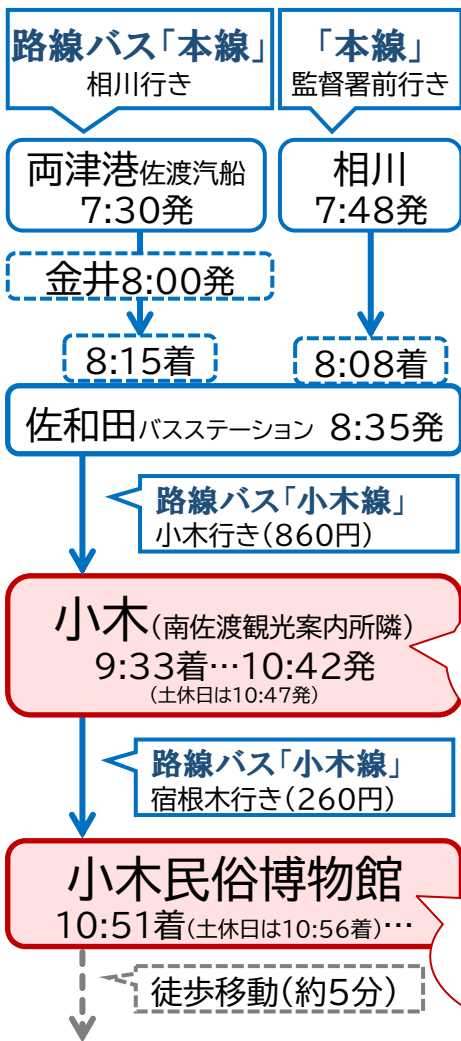 路線バス「本線」
相川行き
「本線」
監督署前行き
両津港佐渡汽船
7:30発
相川
7:48発
金井8:00発
8:15着
8:08着
佐和田バスステーション 8:35発
路線バス「小木線」
小木行き(860円)
小木(南佐渡観光案内所隣)
9:33着…10:42発
(土休日は10:47発)
路線バス「小木線」
宿根木行き(260円)
小木民俗博物館
10:51着(土休日は10:56着)…
徒歩移動(約5分)